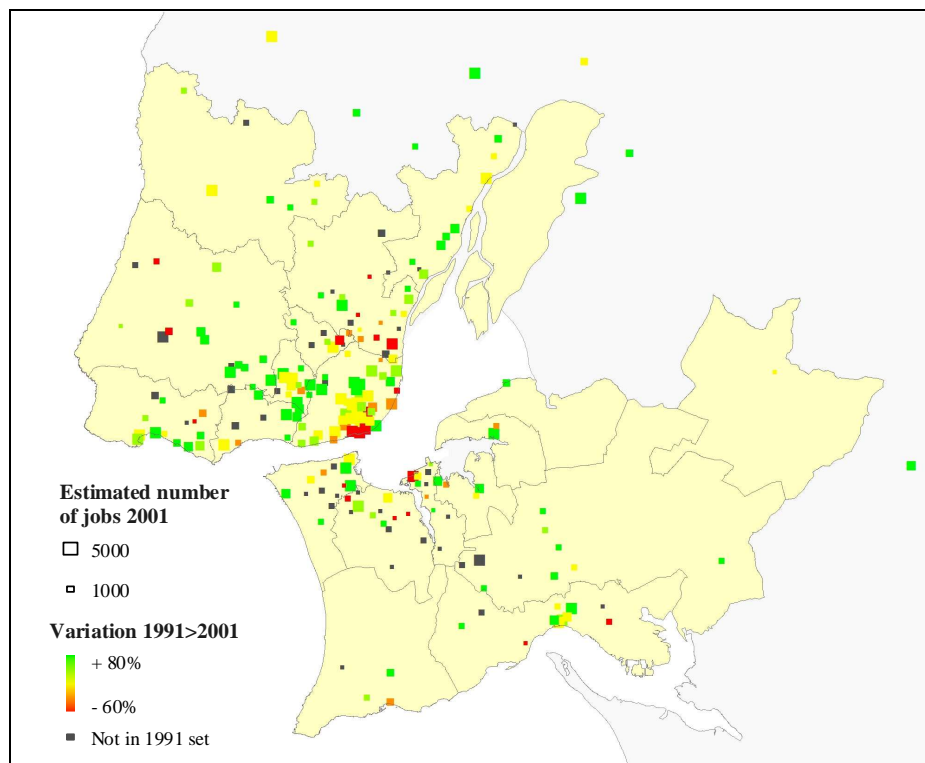 Estimated number
of jobs 2001
5000
1000
Variation 1991>2001
+ 80%
- 60%
Not in 1991 set